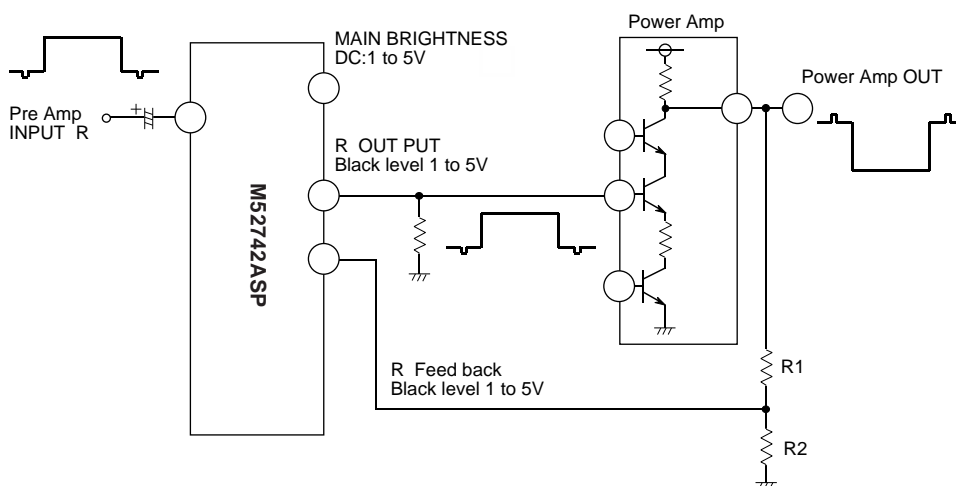 Power Amp
MAIN BRIGHTNESS
DC:1 to 5V
Power Amp OUT
Pre Amp
INPUT R
+
R OUT PUT
Black level 1 to 5V
M52742ASP
R Feed back
Black level 1 to 5V
R1
R2